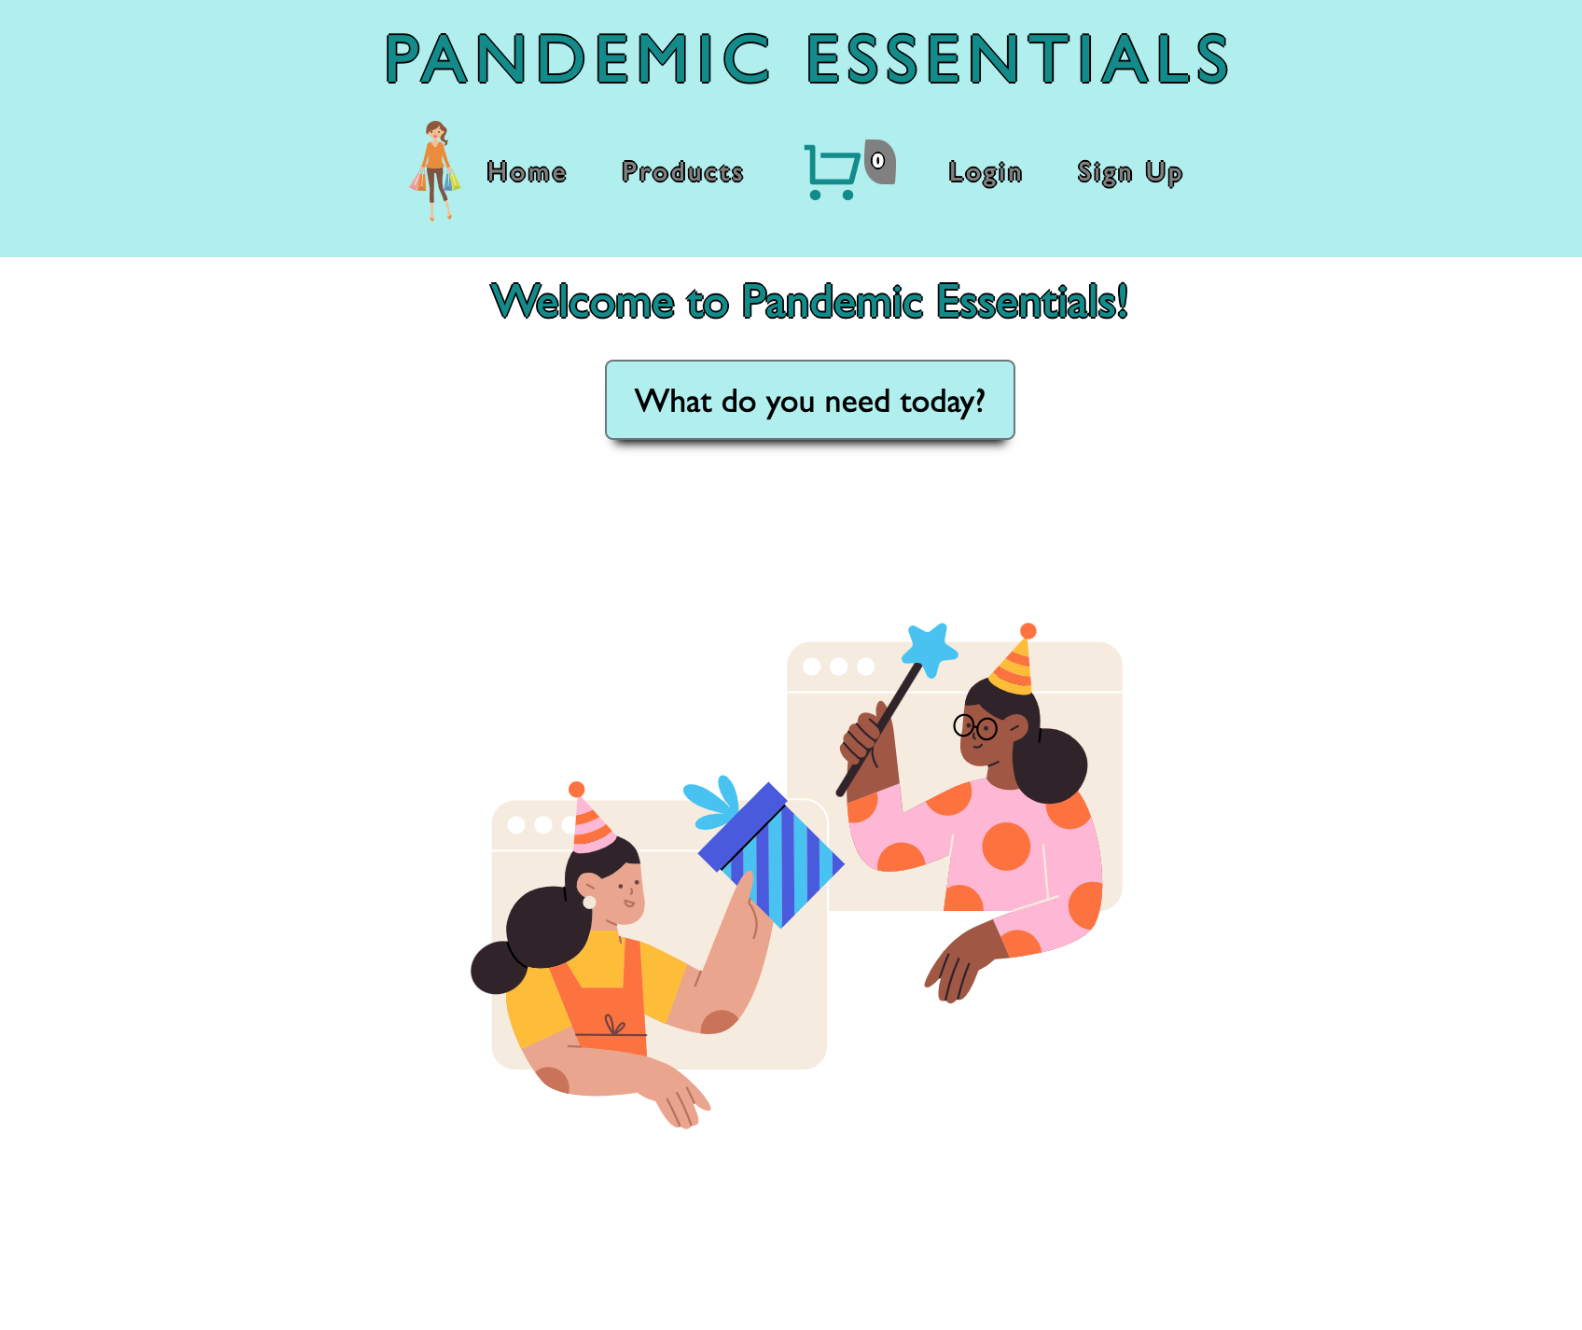 PANDEMIC ESSENTIALS
Home Products 0 Login Sign Up
Welcome to Pandemic Essentials!
What do you need today?